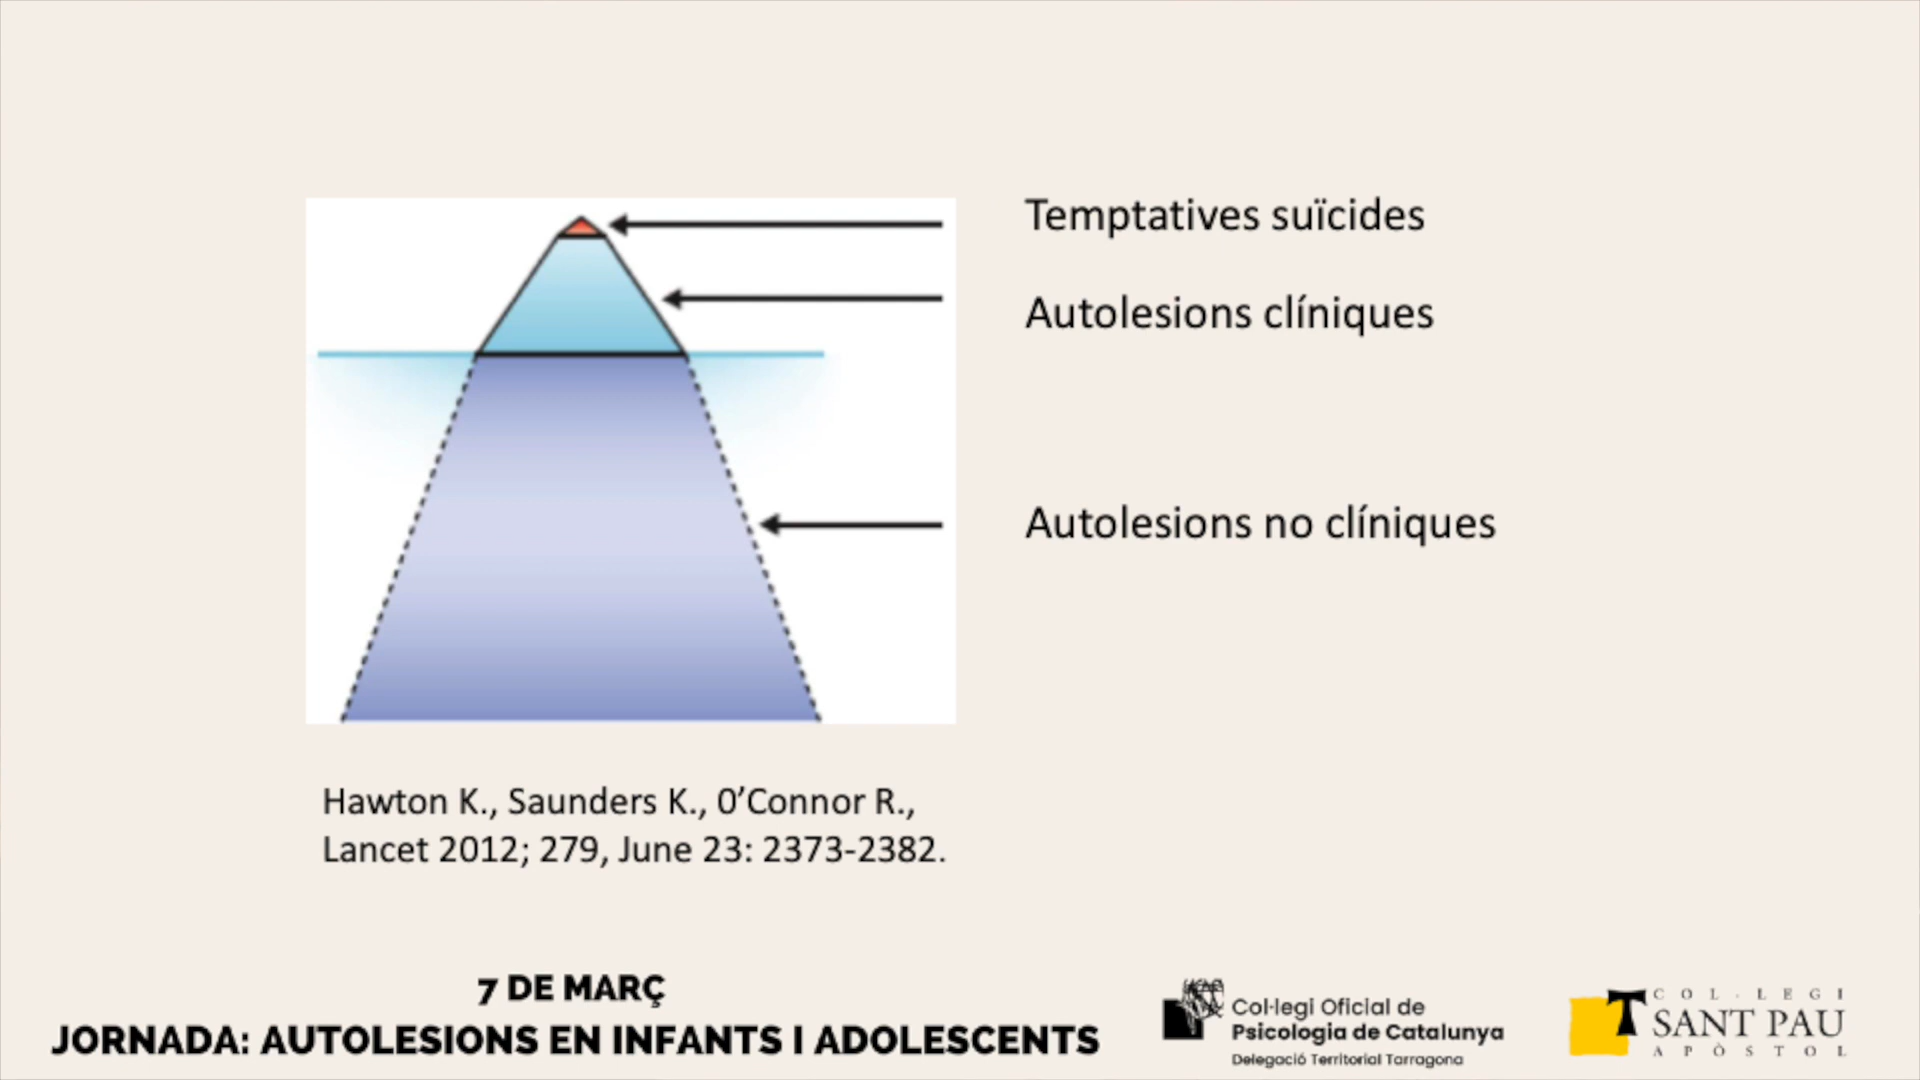 Temptatives suïcides
Autolesions clíniques
Autolesions no clíniques
Hawton K., Saunders K., 0’Connor R.,
Lancet 2012; 279, June 23: 2373-2382.
7 DE MARÇ
JORNADA: AUTOLESIONS EN INFANTS I ADOLESCENTS
Col·legi Oficial de
Psicologia de Catalunya
Delegació Territorial Tarragona
COL·LEGI
SANT PAU
APÒSTOL